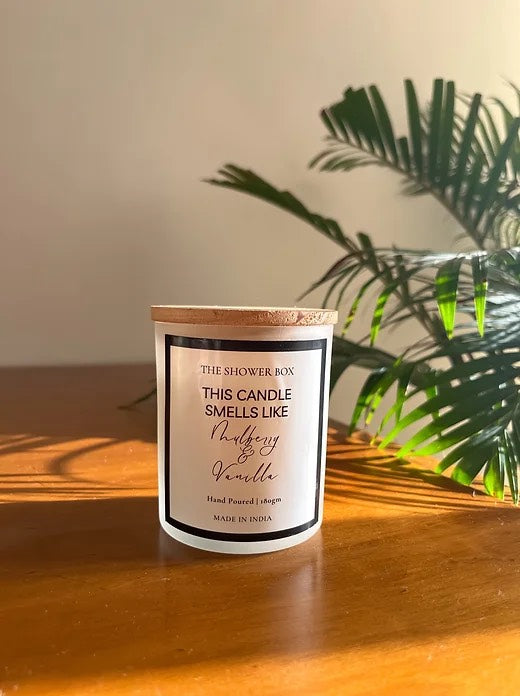 THE SHOWER BOX
THIS CANDLE
SMELLS LIKE
Mulberry
&
Vanilla
Hand Poured | 180gm
MADE IN INDIA